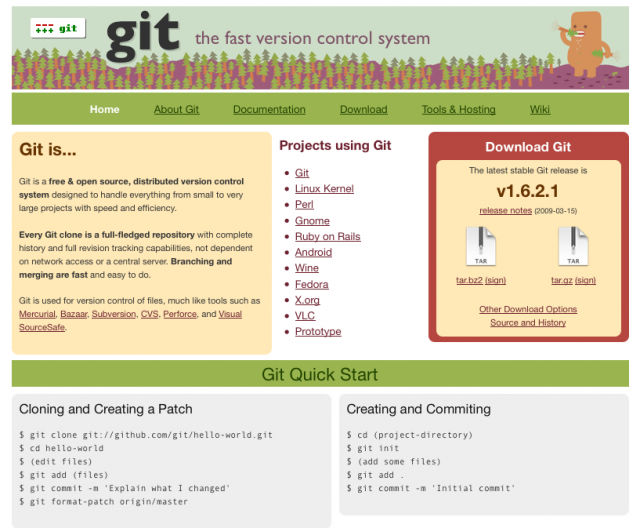 git
git
the fast version control system
Home
About Git
Documentation
Download
Tools & Hosting
Wiki
Git is...
Git is a free & open source, distributed version control
system designed to handle everything from small to very
large projects with speed and efficiency.
Every Git clone is a full-fledged repository with complete
history and full revision tracking capabilities, not dependent
on network access or a central server. Branching and
merging are fast and easy to do.
Git is used for version control of files, much like tools such as
Mercurial, Bazaar, Subversion, CVS, Perforce, and Visual
SourceSafe.
Projects using Git
Git
Linux Kernel
Perl
Gnome
Ruby on Rails
Android
Wine
Fedora
X.org
VLC
Prototype
Download Git
The latest stable Git release is
v1.6.2.1
release notes (2009-03-15)
TAR
TAR
tar.bz2 (sign)
tar.gz (sign)
Other Download Options
Source and History
Git Quick Start
Cloning and Creating a Patch
$ git clone git://github.com/git/hello-world.git
$ cd hello-world
$ (edit files)
$ git add (files)
$ git commit -m 'Explain what I changed'
$ git format-patch origin/master
Creating and Commiting
$ cd (project-directory)
$ git init
$ (add some files)
$ git add .
$ git commit -m 'Initial commit'